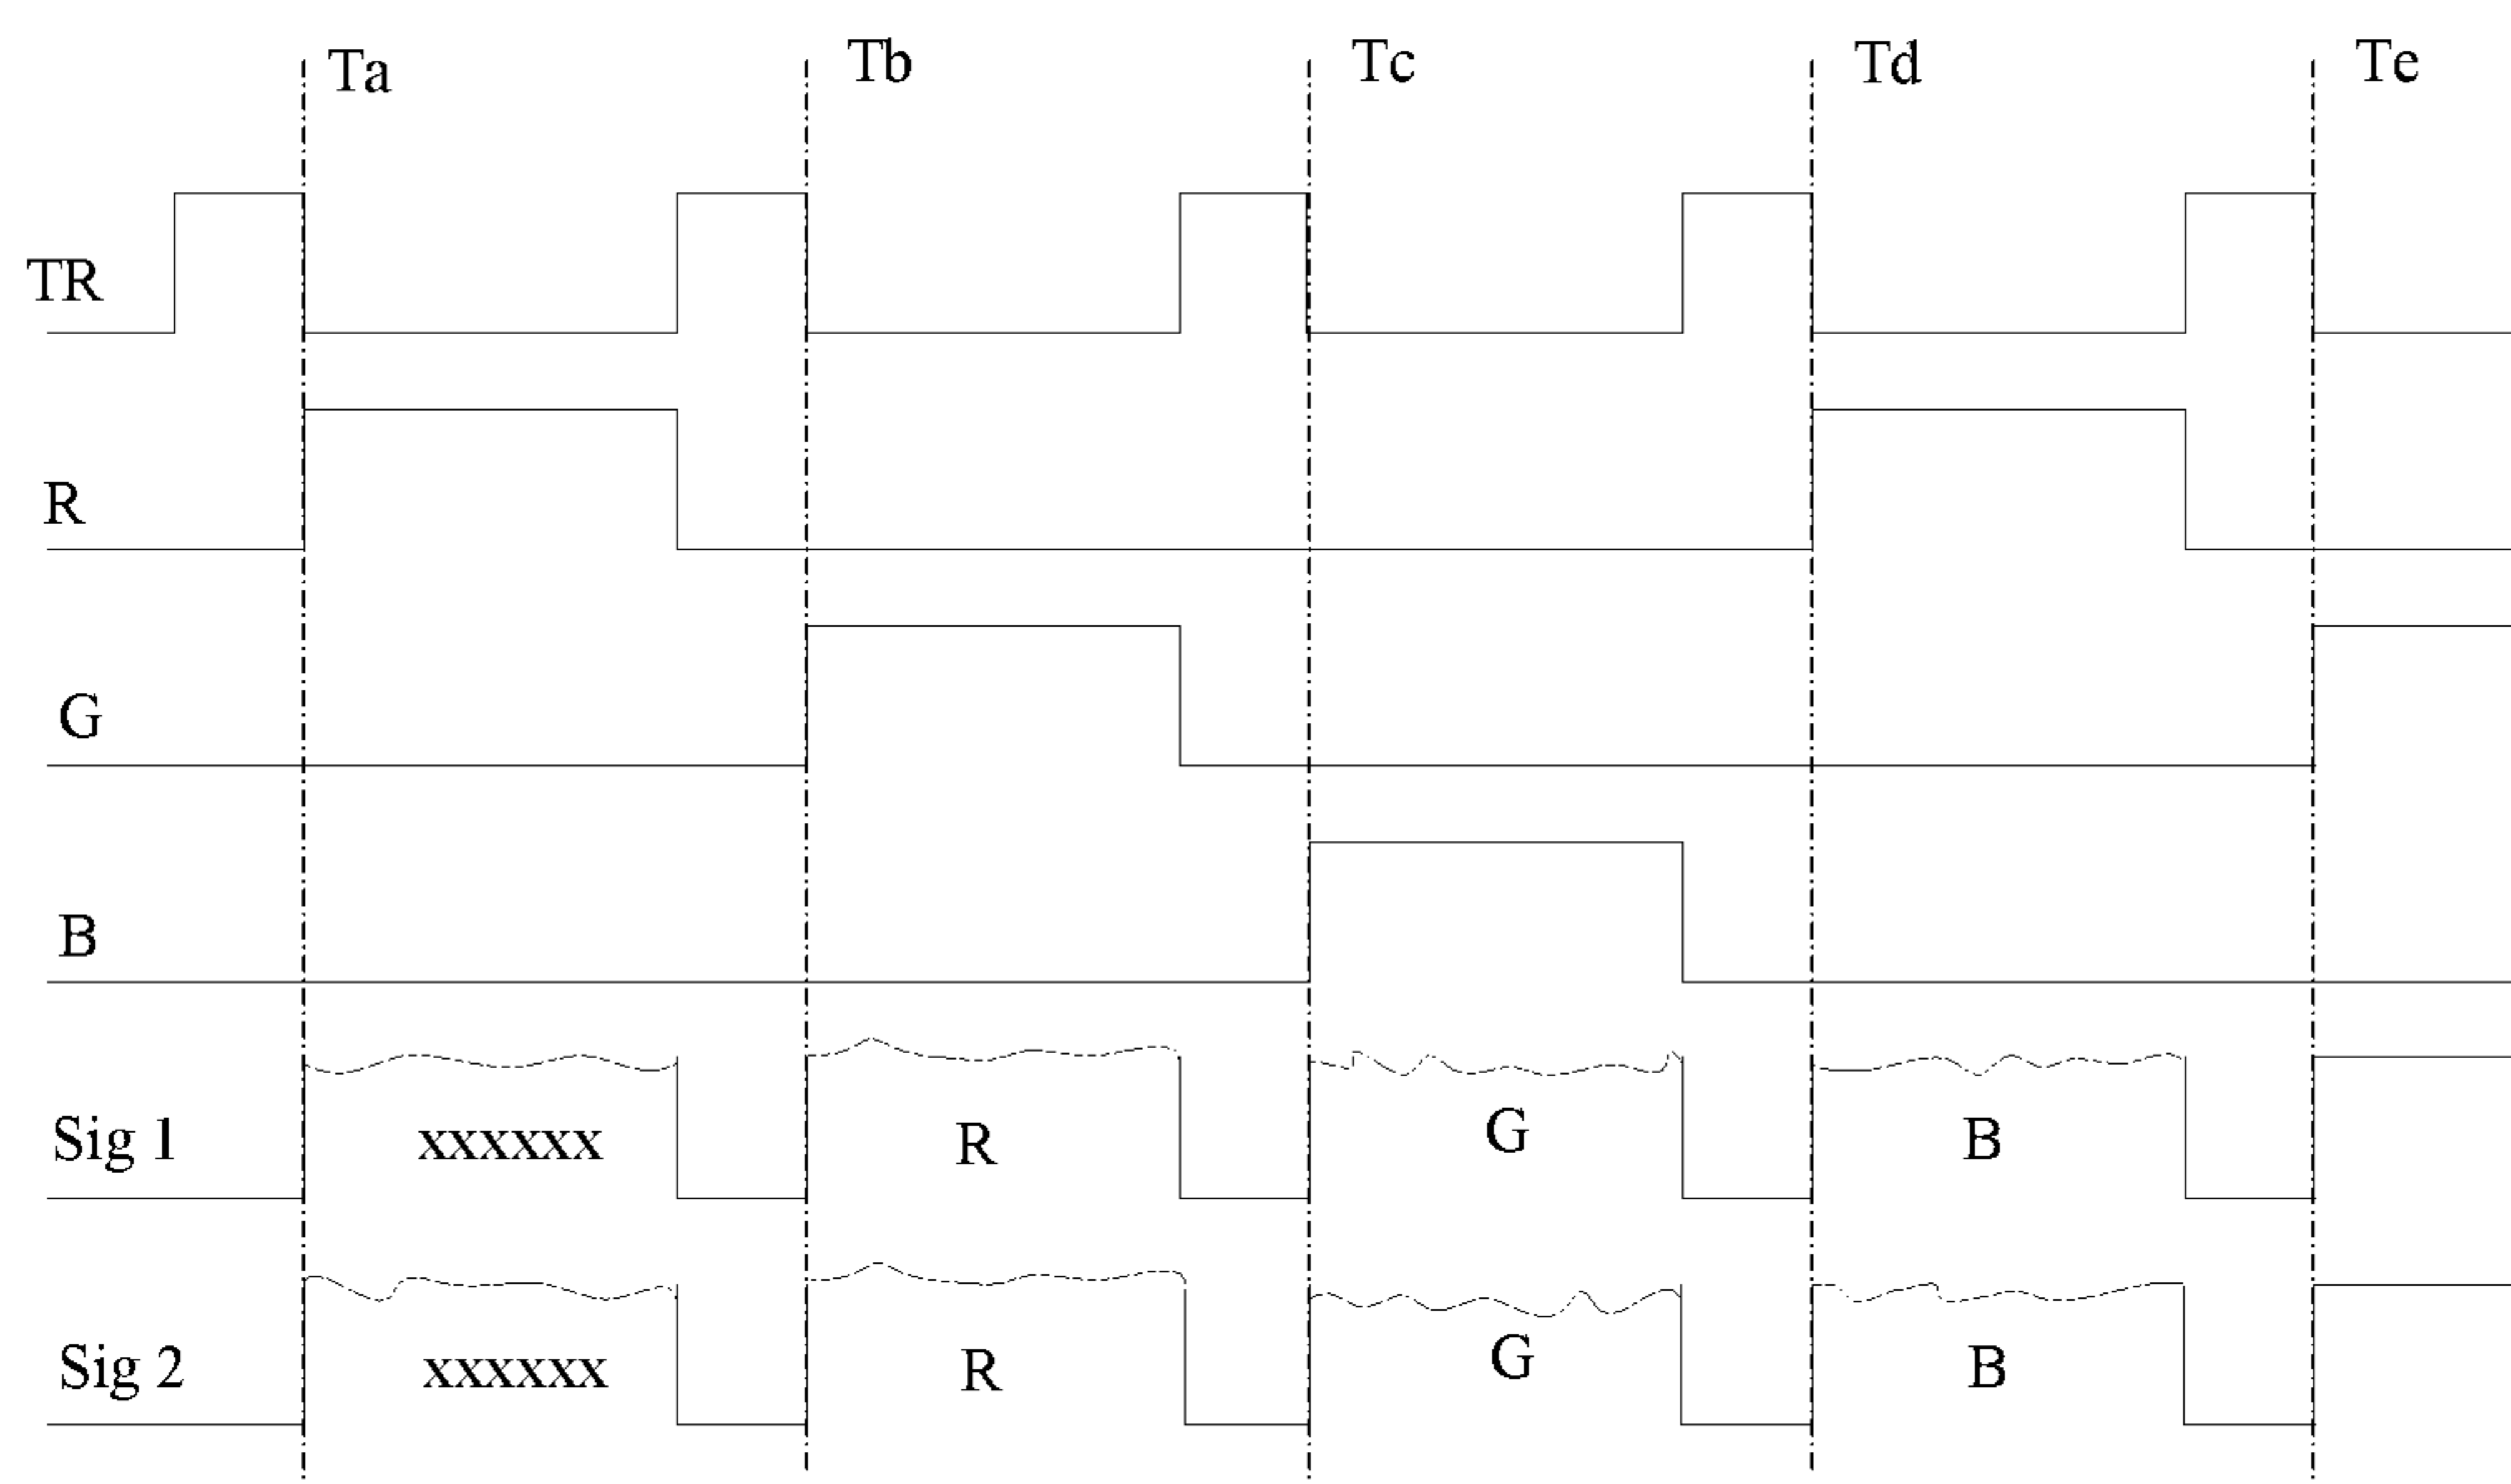 Ta Tb Tc Td Te
TR
R
G
B
Sig 1 xxxxxx R G B
Sig 2 xxxxxx R G B